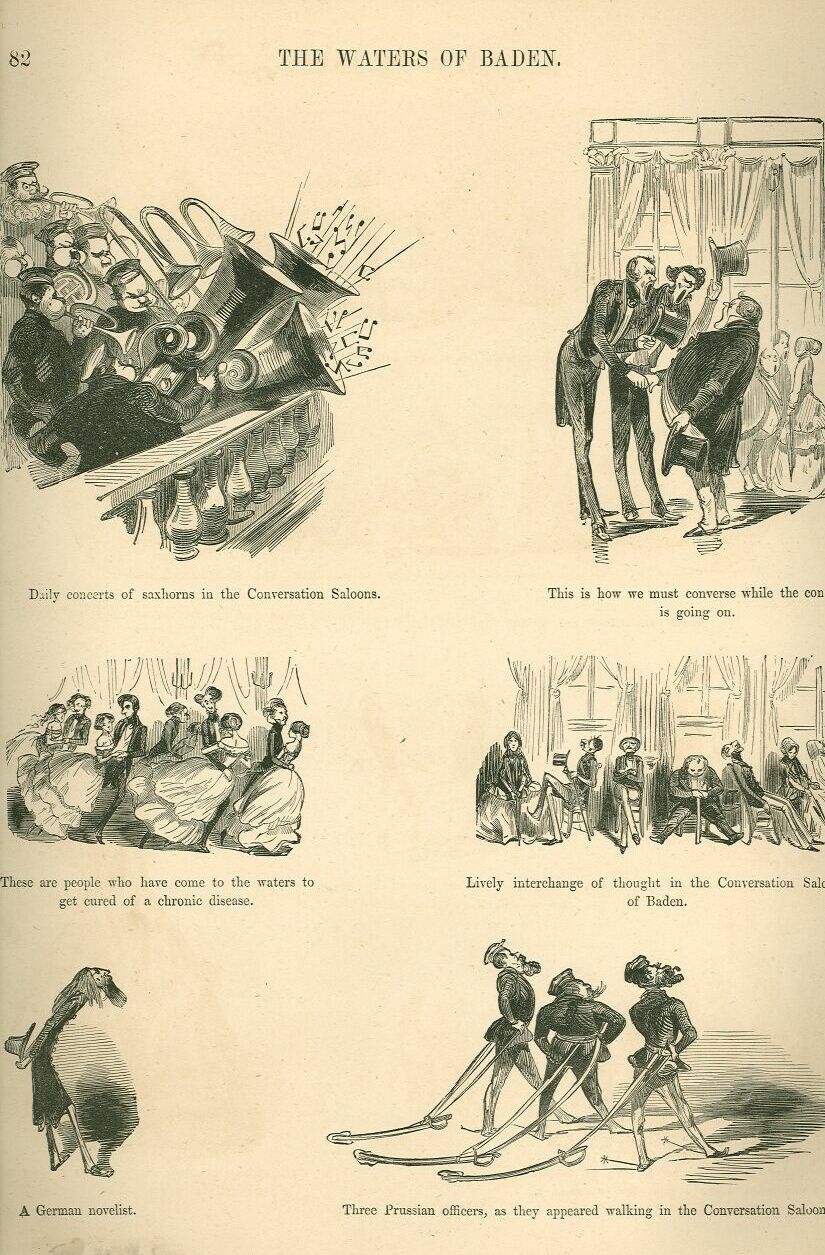 82
THE WATERS OF BADEN.
Daily concerts of saxhorns in the Conversation Saloons.
This is how we must converse while the con
is going on.
These are people who have come to the waters to
get cured of a chronic disease.
Lively interchange of thought in the Conversation Salo
of Baden.
A German novelist.
Three Prussian officers, as they appeared walking in the Conversation Saloon